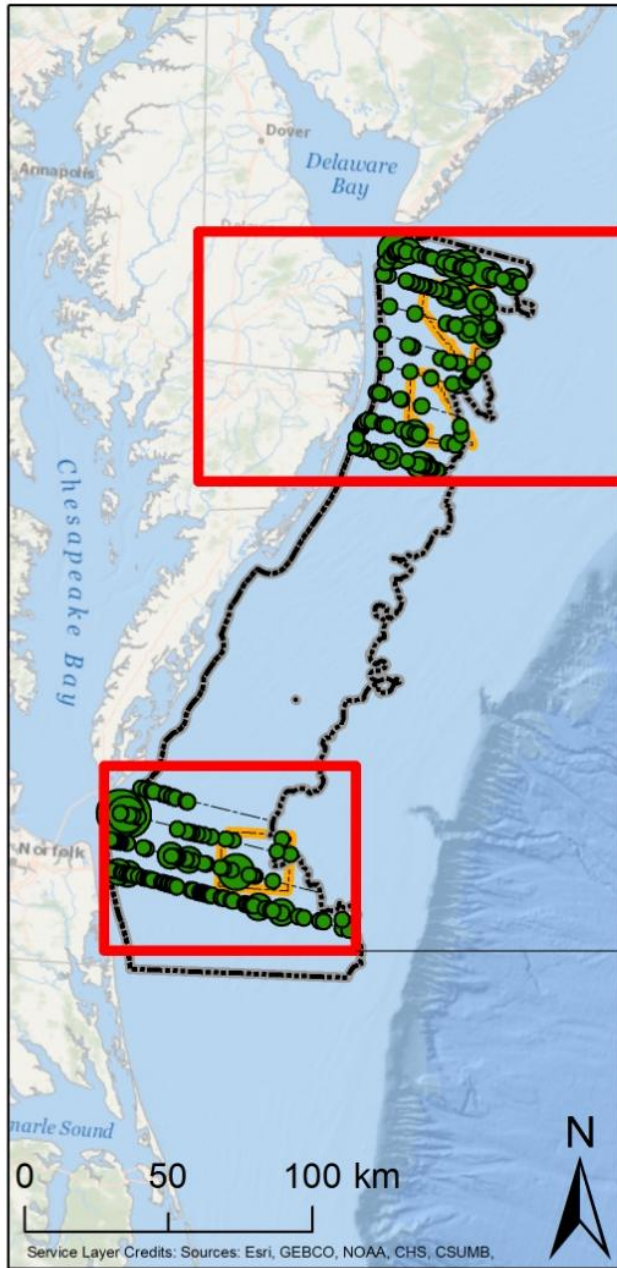 Dover
Delaware
Bay
Annapolis
Chesapeake Bay
Norfolk
marle Sound
N
0 50 100 km
Service Layer Credits: Sources: Esri, GEBCO, NOAA, CHS, CSUMB,